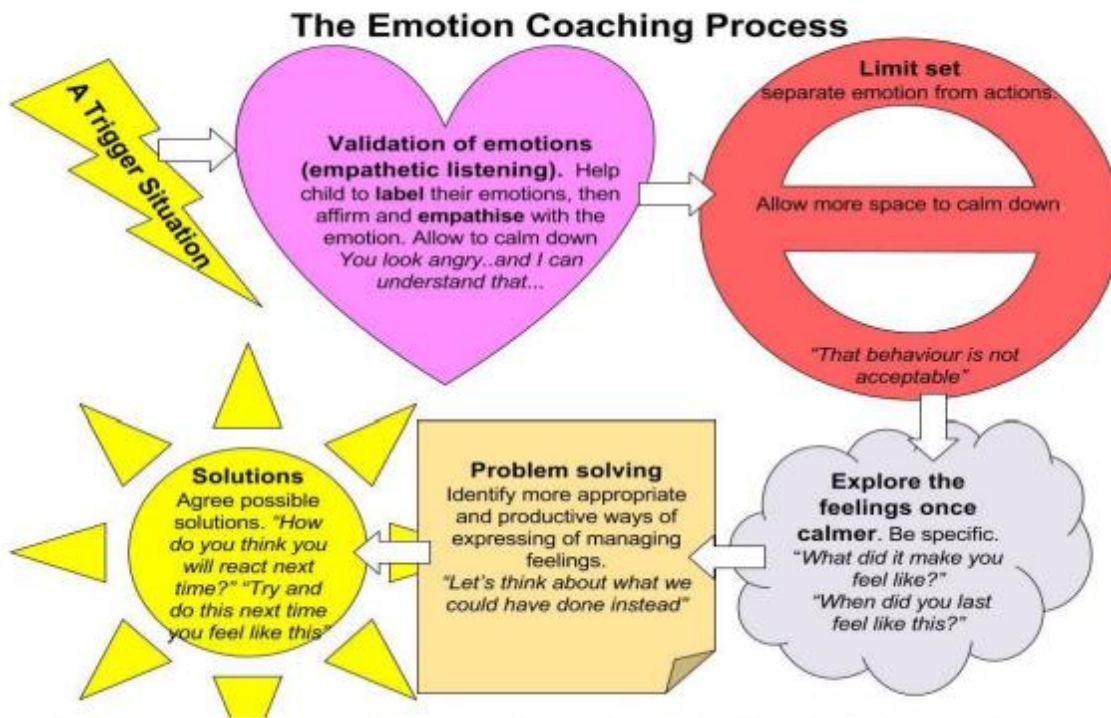 The Emotion Coaching Process
A Trigger Situation
Validation of emotions
(empathetic listening). Help
child to label their emotions, then
affirm and empathise with the
emotion. Allow to calm down
You look angry..and I can
understand that...
Limit set
separate emotion from actions.
Allow more space to calm down
"That behaviour is not
acceptable"
Explore the
feelings once
calmer. Be specific.
"What did it make you
feel like?"
"When did you last
feel like this?"
Problem solving
Identify more appropriate
and productive ways of
expressing of managing
feelings.
"Let's think about what we
could have done instead"
Solutions
Agree possible
solutions. "How
do you think you
will react next
time?" "Try and
do this next time
you feel like this"